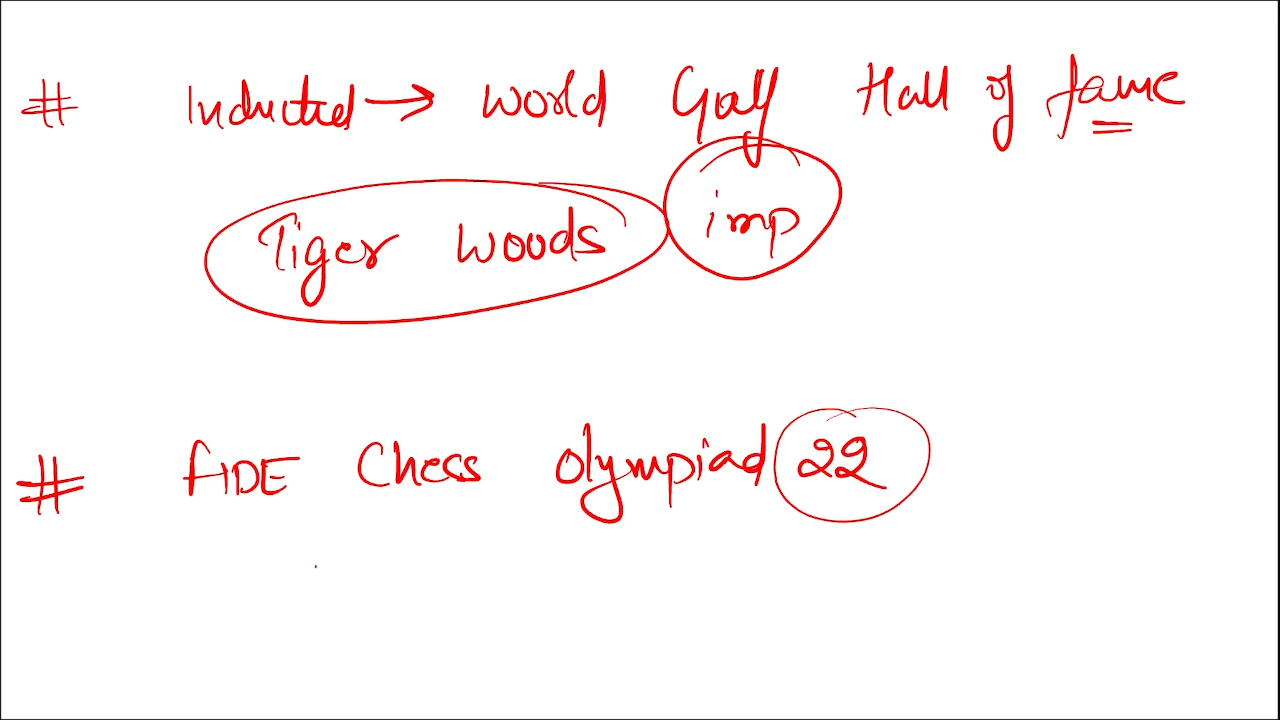 # Inducted → World Golf Hall of fame
Tiger Woods imp
# FIDE Chess Olympiad 22